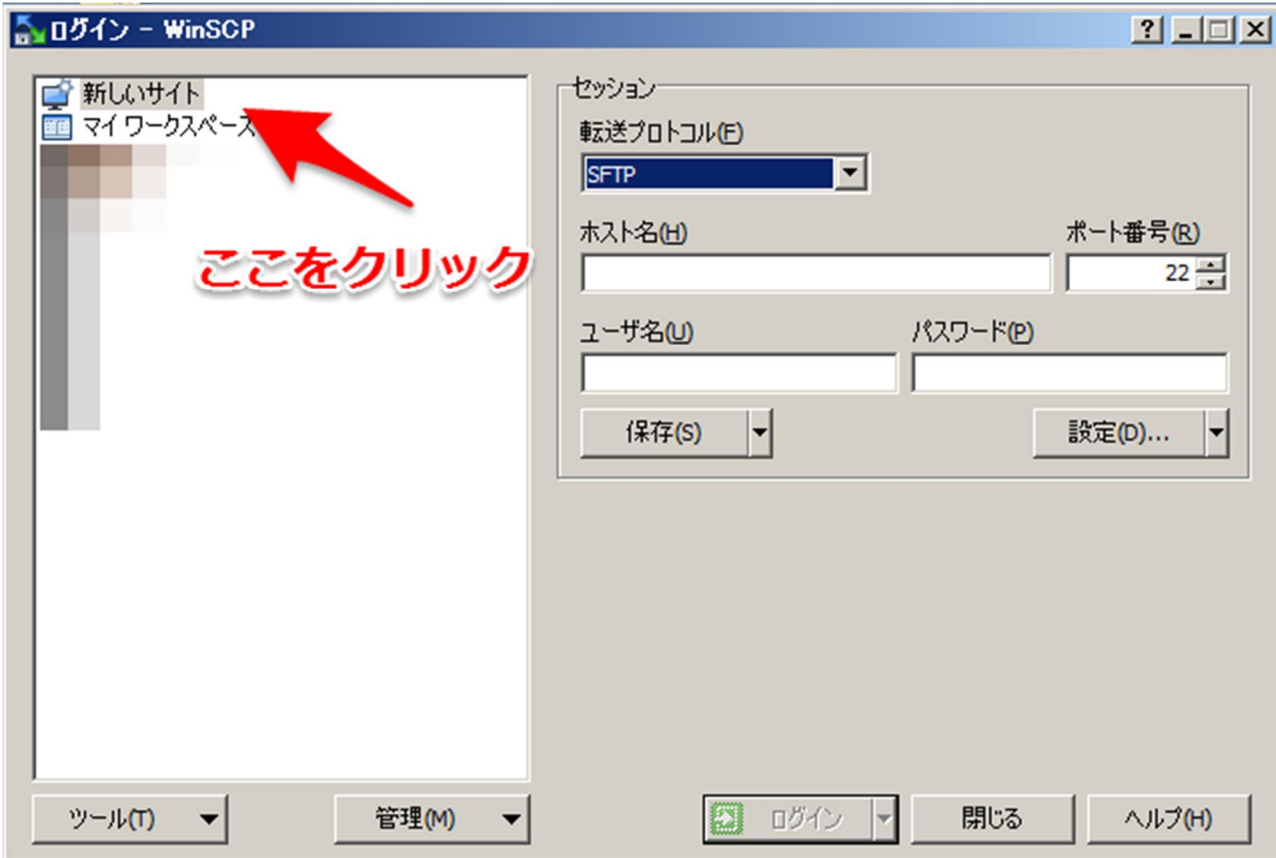 ログイン - WinSCP
新しいサイト
マイ ワークスペース
ここをクリック
セッション
転送プロトコル(F)
SFTP
ホスト名(H)
ポート番号(R)
22
ユーザ名(U)
パスワード(P)
保存(S)
設定(D)...
ツール(T)
管理(M)
ログイン
閉じる
ヘルプ(H)